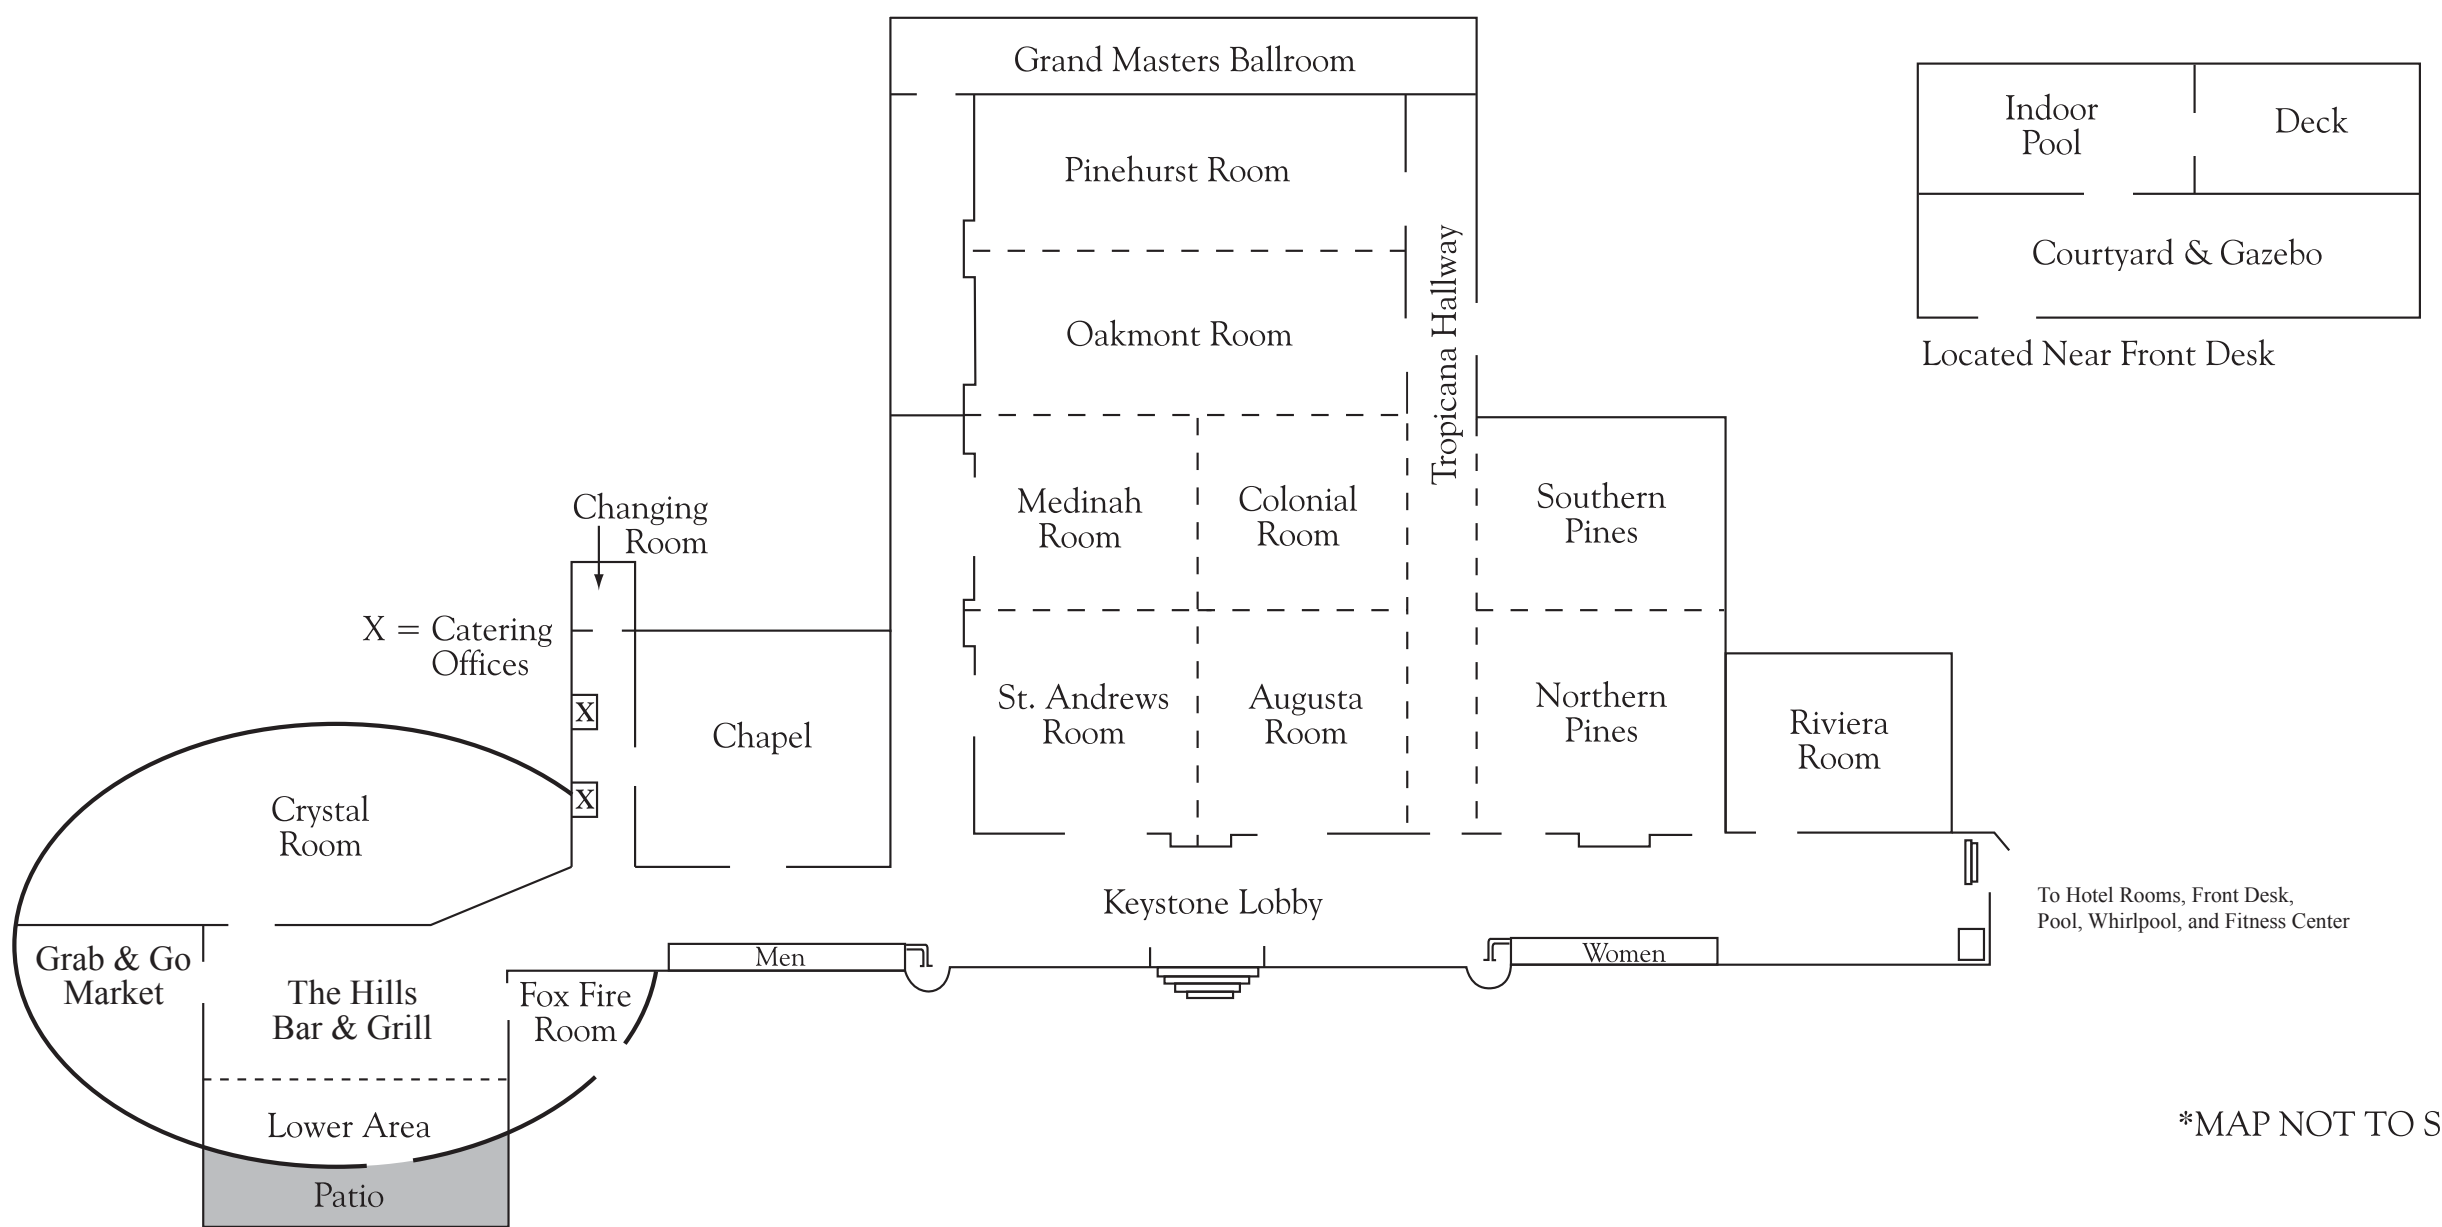 Grand Masters Ballroom
Indoor
Pool
Deck
Pinehurst Room
Courtyard & Gazebo
Tropicana Hallway
Oakmont Room
Located Near Front Desk
Medinah
Room
Colonial
Room
Southern
Pines
Changing
Room
X = Catering
Offices
St. Andrews
Room
Augusta
Room
Northern
Pines
Riviera
Room
X
Chapel
X
Crystal
Room
Keystone Lobby
To Hotel Rooms, Front Desk,
Pool, Whirlpool, and Fitness Center
Grab & Go
Market
Men
Women
The Hills
Bar & Grill
Fox Fire
Room
Lower Area
*MAP NOT TO S
Patio